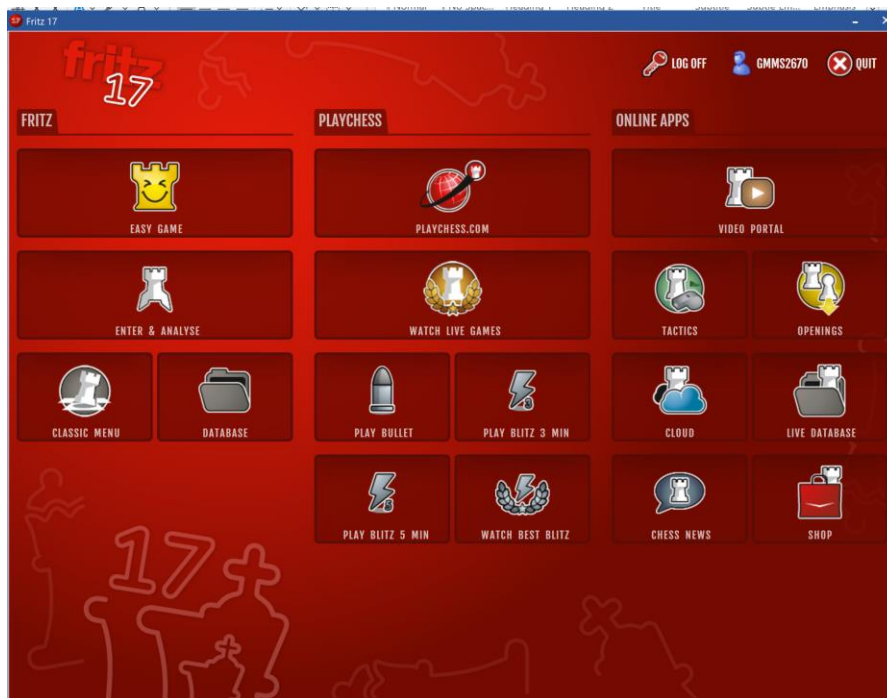 Fritz 17
fritz
17
LOG OFF
GMMS2670
QUIT
FRITZ
PLAYCHESS
ONLINE APPS
EASY GAME
PLAYCHESS.COM
VIDEO PORTAL
ENTER & ANALYSE
WATCH LIVE GAMES
TACTICS
OPENINGS
CLASSIC MENU
DATABASE
PLAY BULLET
PLAY BLITZ 3 MIN
CLOUD
LIVE DATABASE
PLAY BLITZ 5 MIN
WATCH BEST BLITZ
CHESS NEWS
SHOP
17